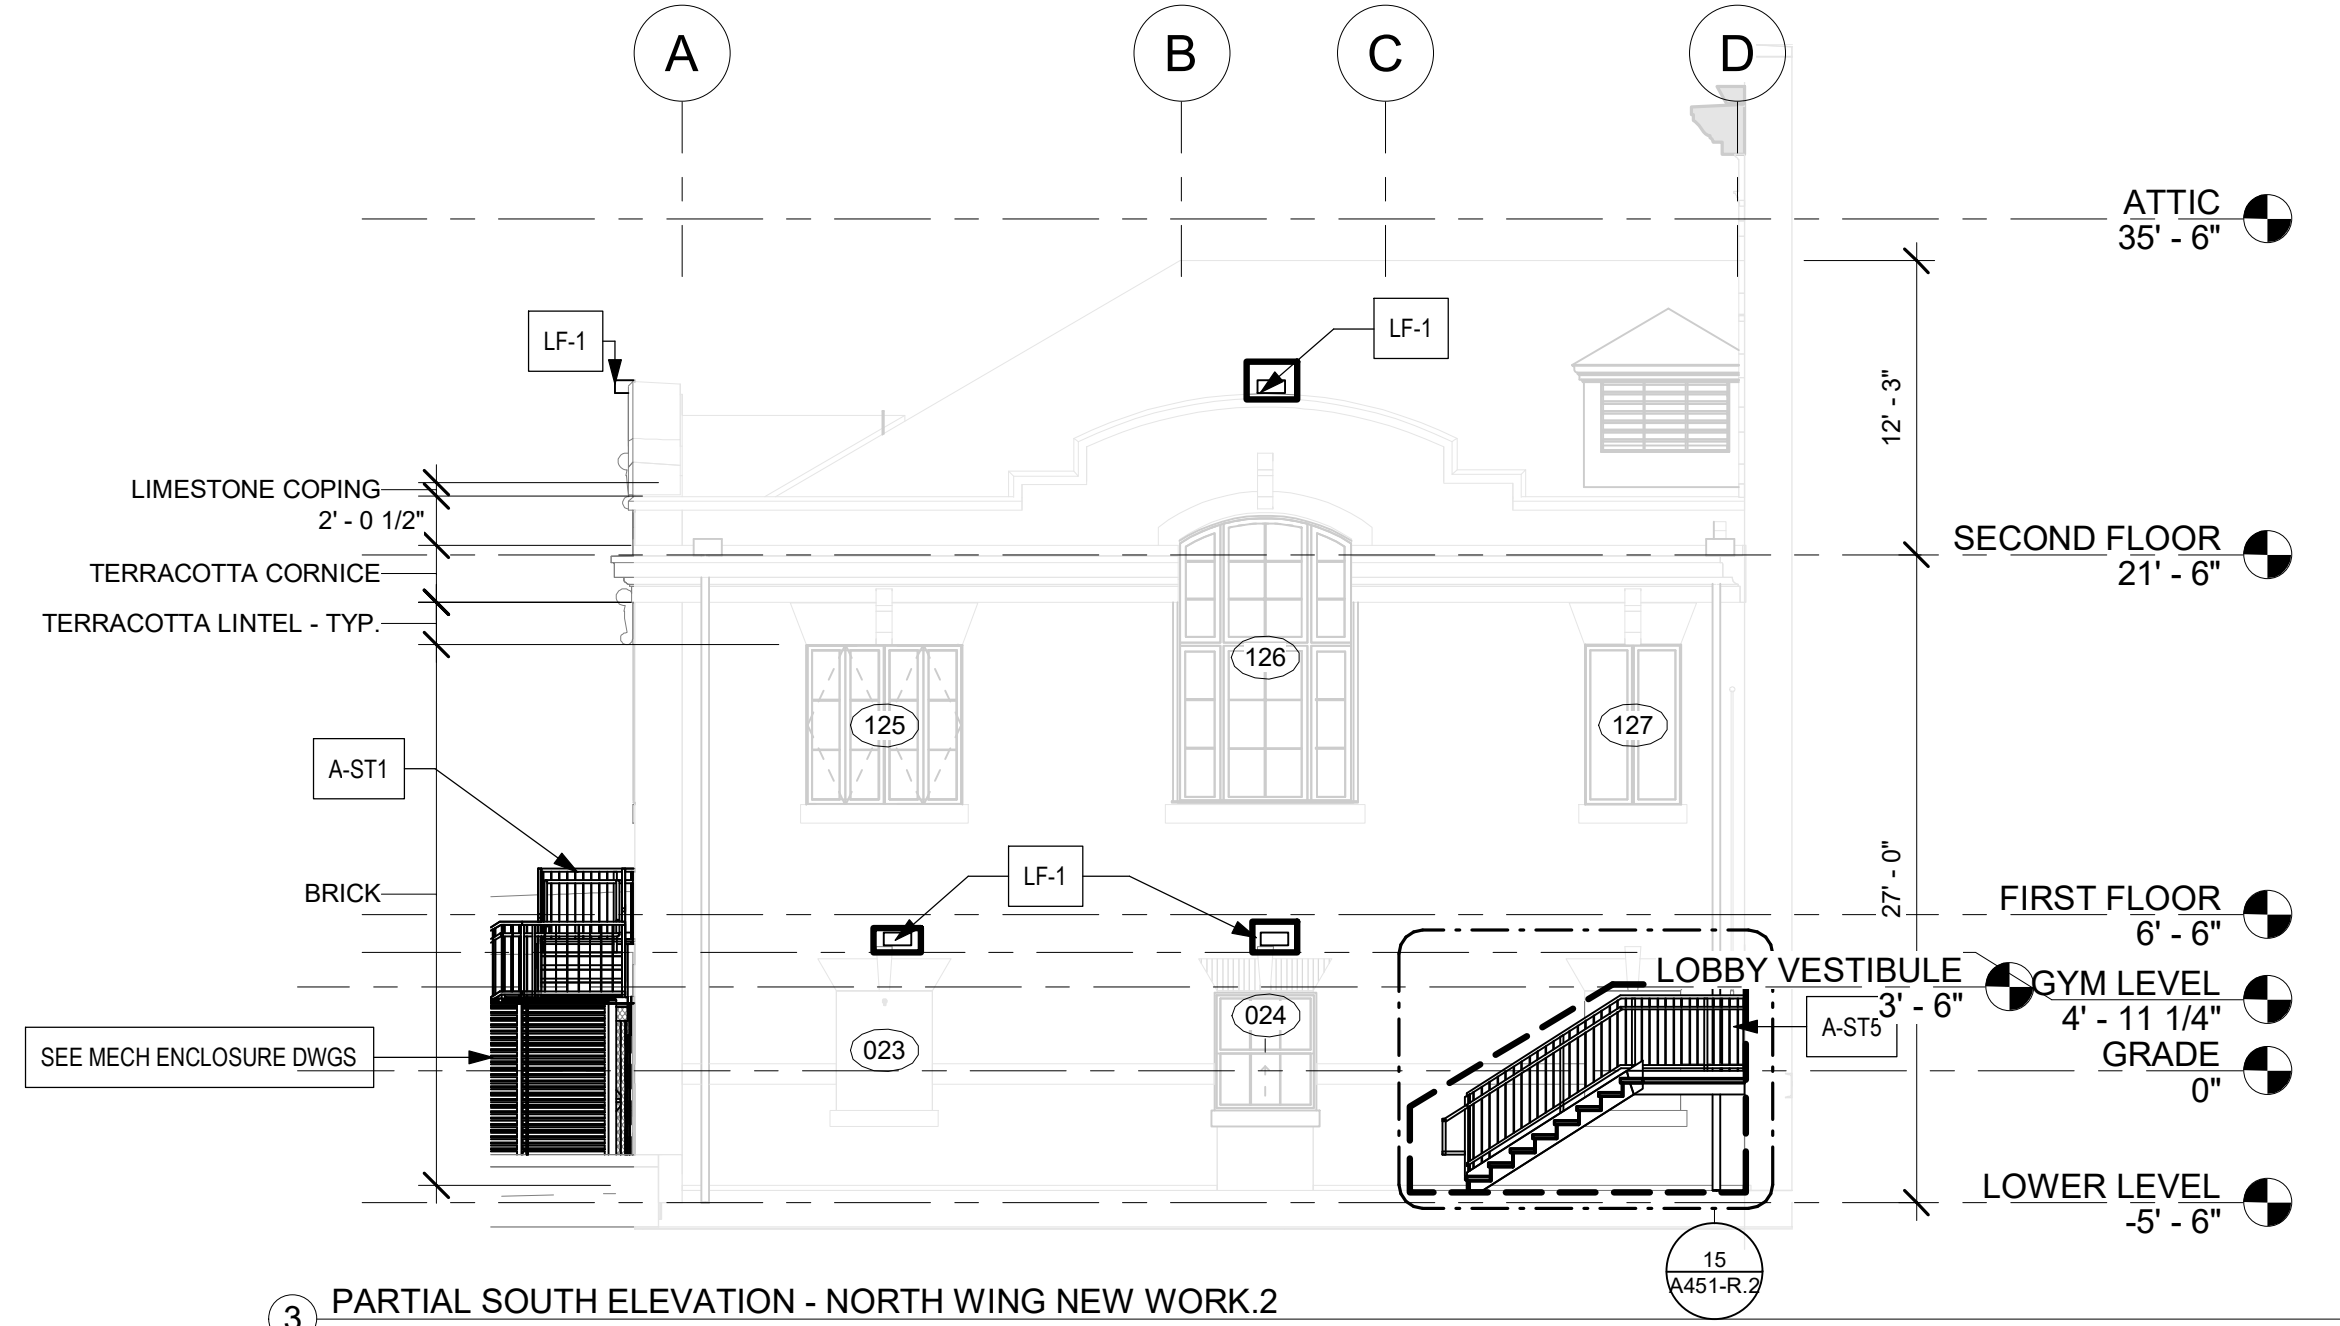 A
B
C
D
ATTIC
35' - 6"
LF-1
LF-1
12' - 3"
LIMESTONE COPING
2' - 0 1/2"
SECOND FLOOR
21' - 6"
TERRACOTTA CORNICE
TERRACOTTA LINTEL - TYP.
126
125
127
A-ST1
LF-1
BRICK
27' - 0"
FIRST FLOOR
6' - 6"
LOBBY VESTIBULE
3' - 6"
GYM LEVEL
4' - 11 1/4"
024
A-ST5
023
SEE MECH ENCLOSURE DWGS
GRADE
0"
LOWER LEVEL
-5' - 6"
15
A451-R.2
3
PARTIAL SOUTH ELEVATION - NORTH WING NEW WORK.2